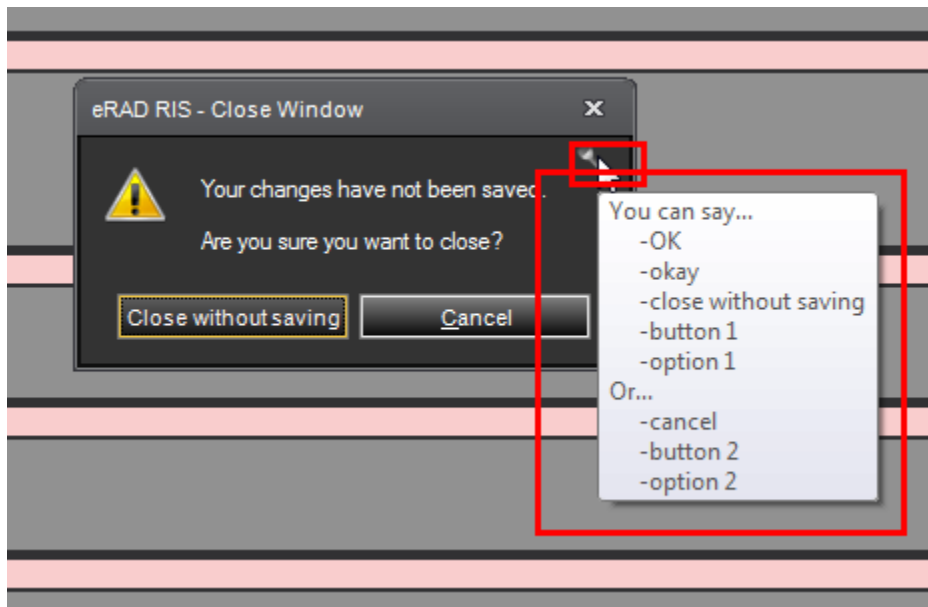 eRAD RIS - Close Window
Your changes have not been saved.
Are you sure you want to close?
Close without saving
Cancel
You can say...
-OK
-okay
-close without saving
-button 1
-option 1
Or...
-cancel
-button 2
-option 2